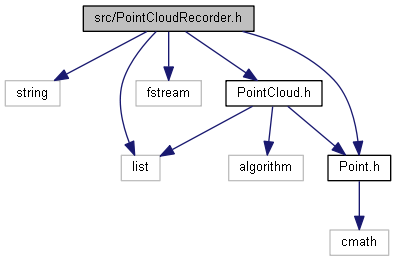 src/PointCloudRecorder.h
string
fstream
PointCloud.h
list
algorithm
Point.h
cmath